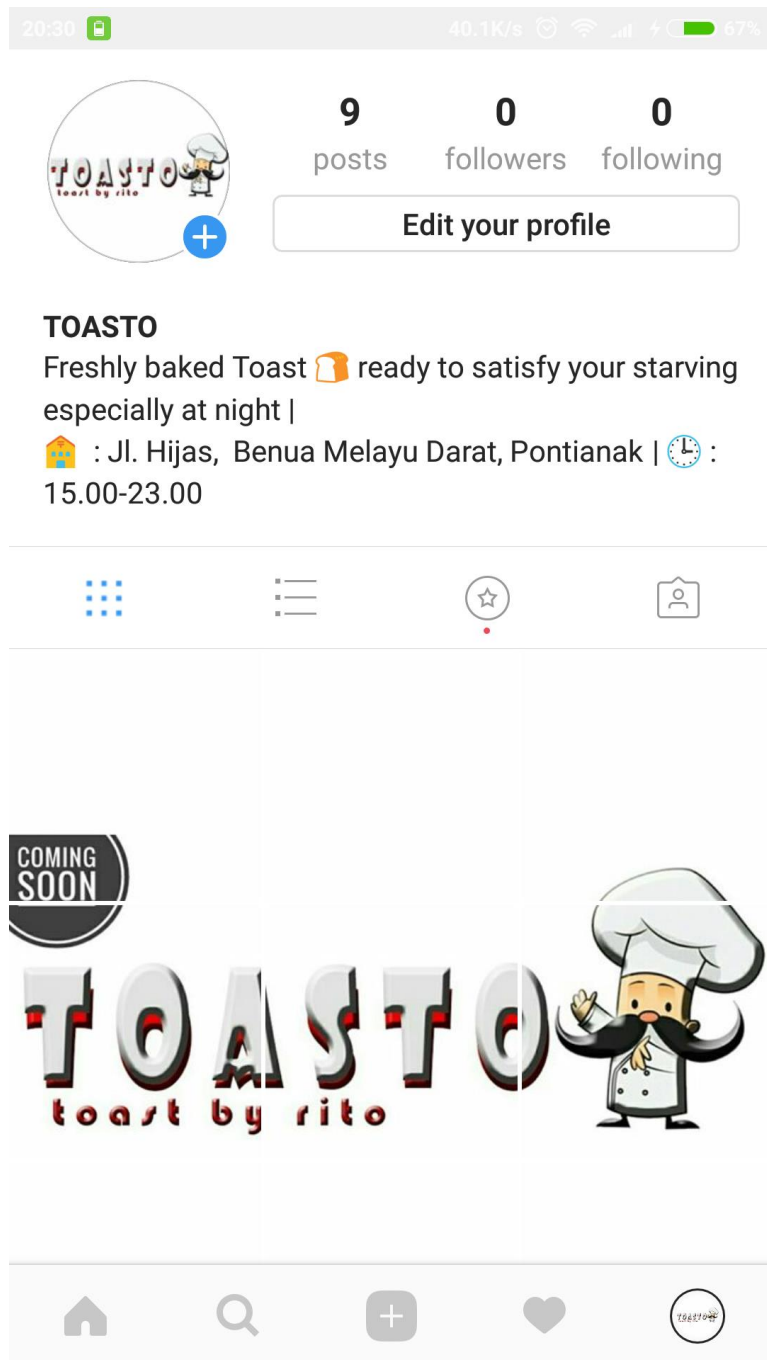 20:30 40.1K/s 67%
TOASTO
toast by rito
9 0 0
posts followers following
Edit your profile
TOASTO
Freshly baked Toast 🍞 ready to satisfy your starving
especially at night |
🏤 : Jl. Hijas, Benua Melayu Darat, Pontianak | 🕒 :
15.00-23.00
COMING
SOON
TOASTO
toast by rito
TOASTO